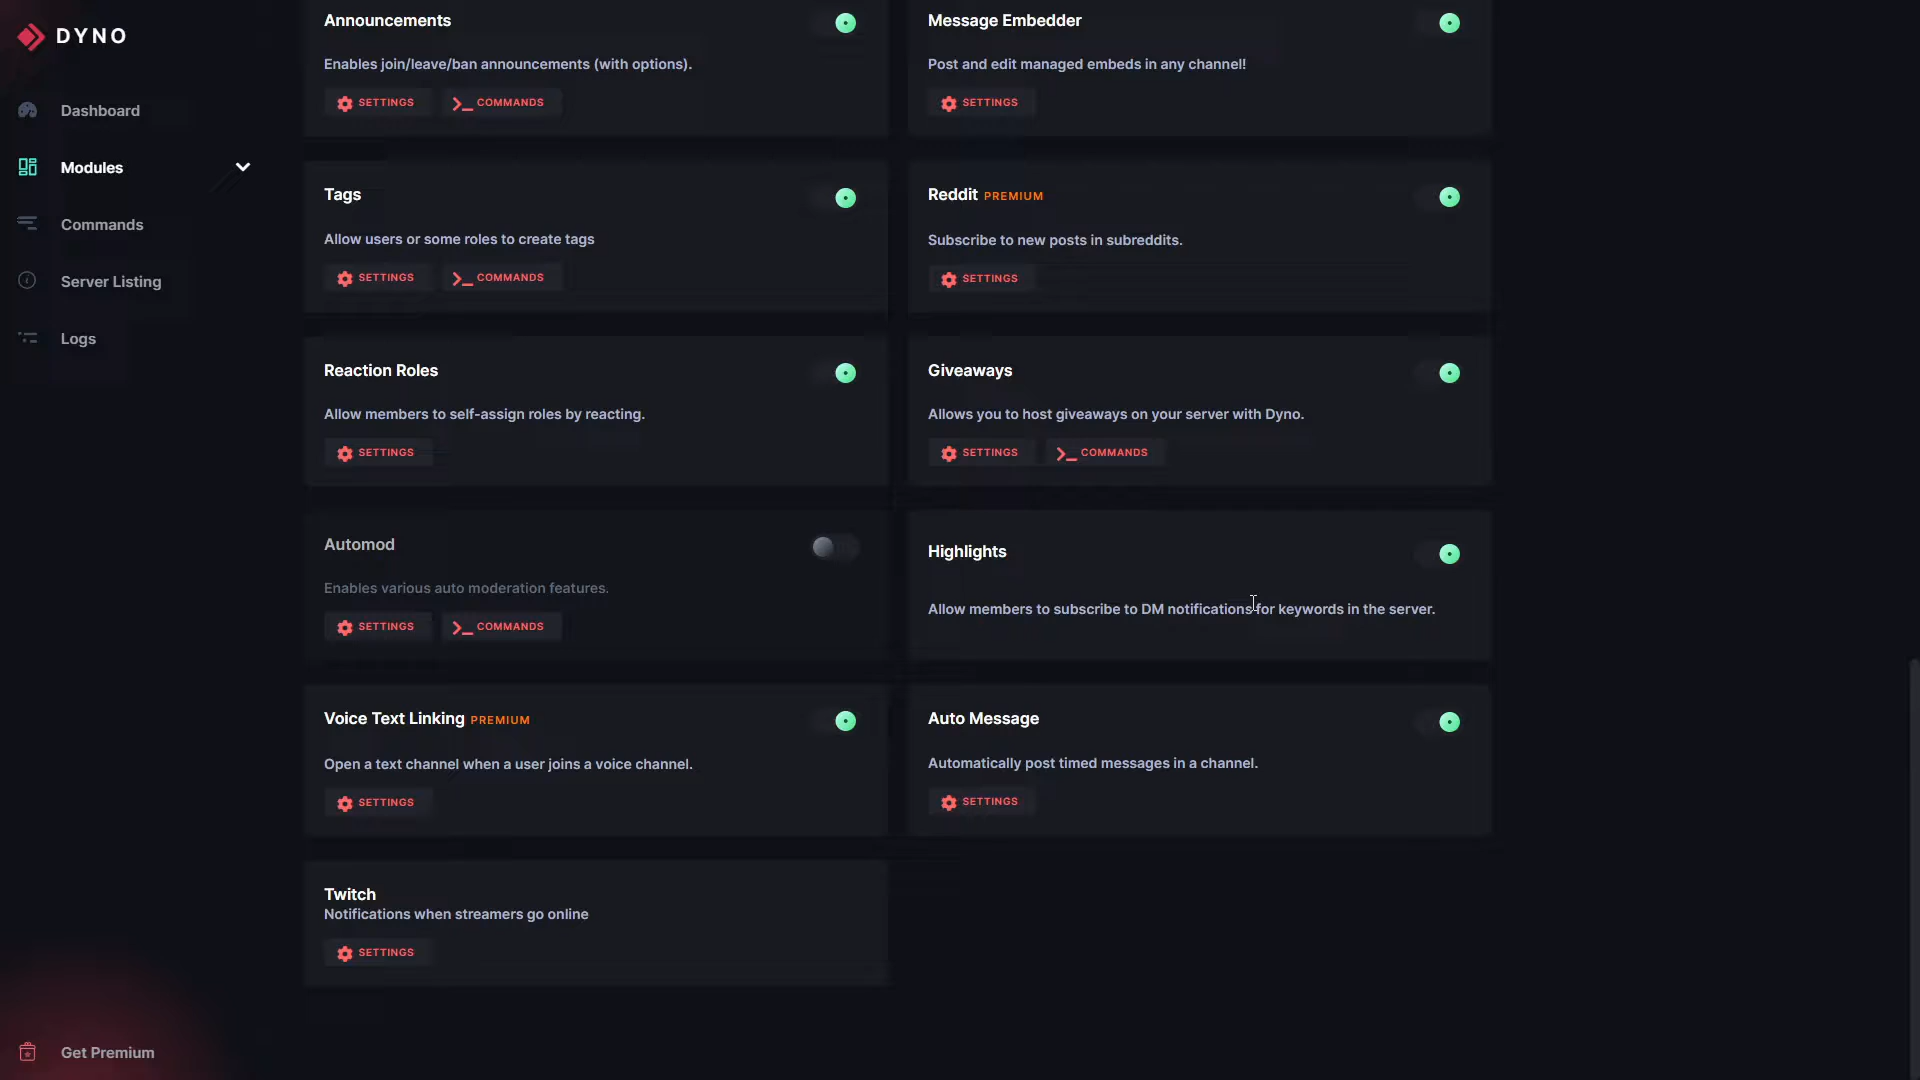 DYNO
Dashboard
Modules
Commands
Server Listing
Logs
Get Premium
Announcements
Enables join/leave/ban announcements (with options).
SETTINGS COMMANDS
Message Embedder
Post and edit managed embeds in any channel!
SETTINGS
Tags
Allow users or some roles to create tags
SETTINGS COMMANDS
Reddit PREMIUM
Subscribe to new posts in subreddits.
SETTINGS
Reaction Roles
Allow members to self-assign roles by reacting.
SETTINGS
Giveaways
Allows you to host giveaways on your server with Dyno.
SETTINGS COMMANDS
Automod
Enables various auto moderation features.
SETTINGS COMMANDS
Highlights
Allow members to subscribe to DM notifications for keywords in the server.
Voice Text Linking PREMIUM
Open a text channel when a user joins a voice channel.
SETTINGS
Auto Message
Automatically post timed messages in a channel.
SETTINGS
Twitch
Notifications when streamers go online
SETTINGS